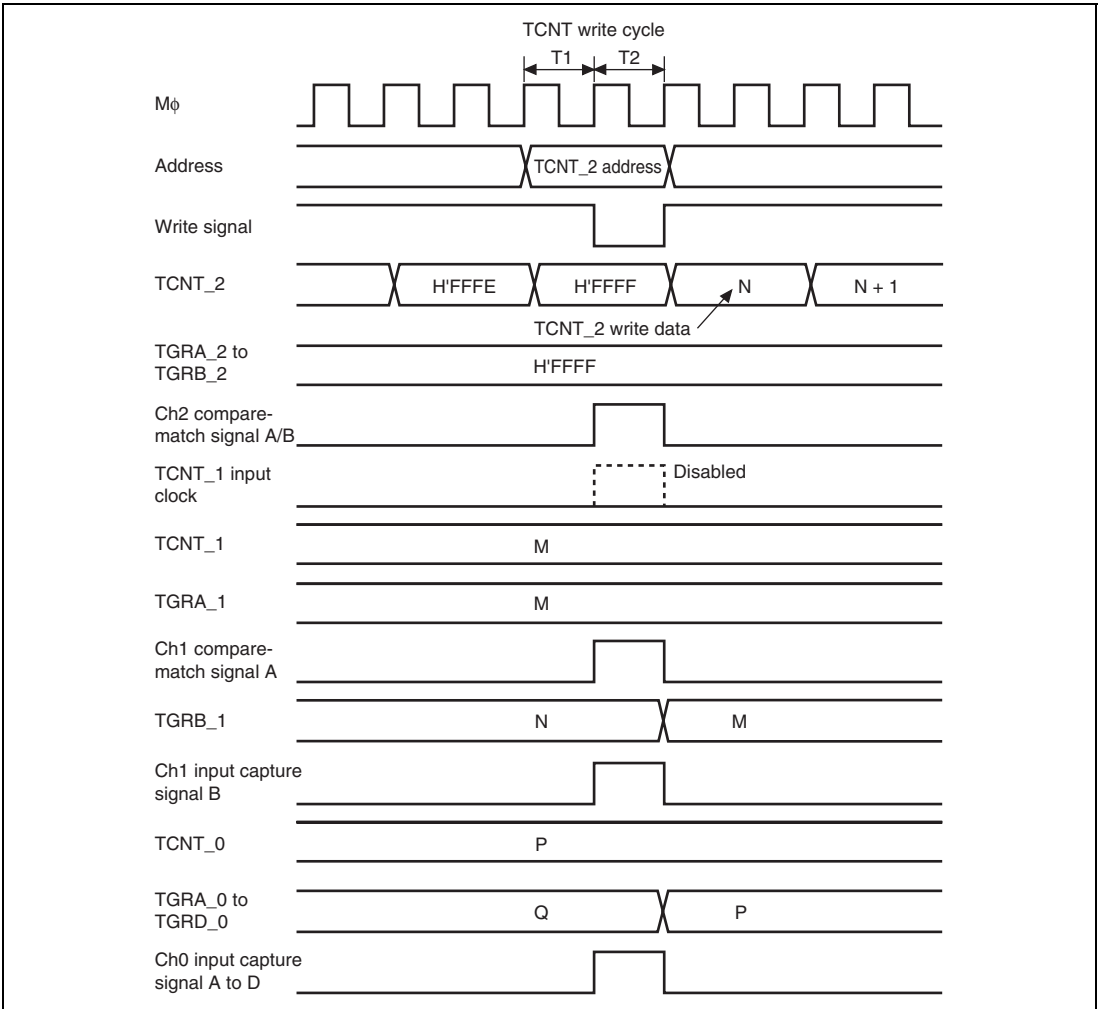 TCNT write cycle
T1 T2
Mϕ
Address
TCNT_2 address
Write signal
TCNT_2
H'FFFE H'FFFF N N + 1
TCNT_2 write data
TGRA_2 to
TGRB_2
H'FFFF
Ch2 compare-
match signal A/B
TCNT_1 input
clock
Disabled
TCNT_1
M
TGRA_1
M
Ch1 compare-
match signal A
TGRB_1
N M
Ch1 input capture
signal B
TCNT_0
P
TGRA_0 to
TGRD_0
Q P
Ch0 input capture
signal A to D